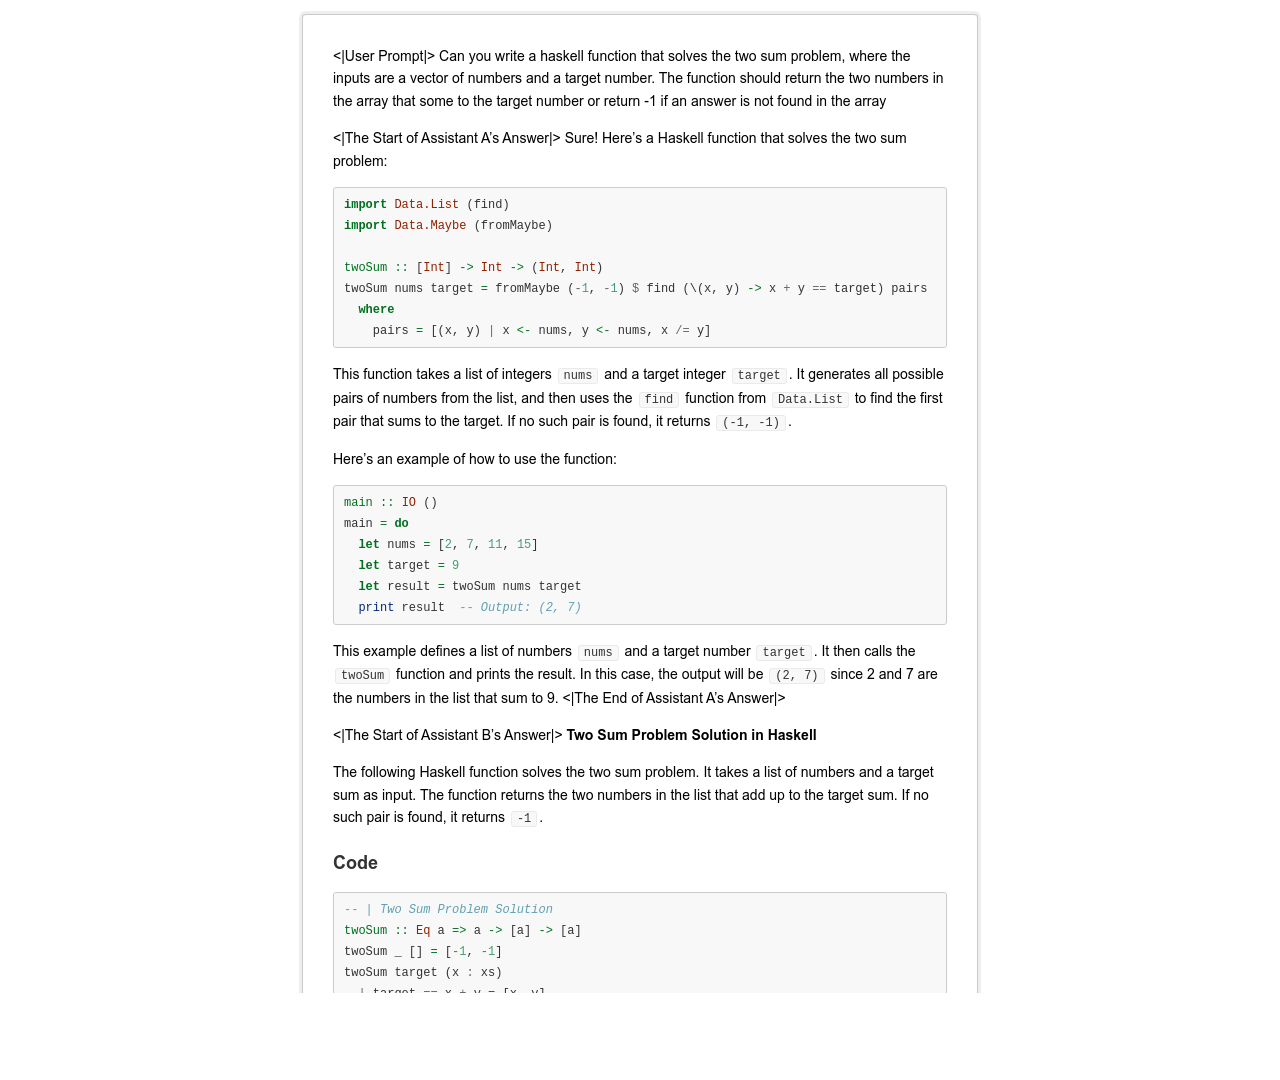 <|User Prompt|> Can you write a haskell function that solves the two sum problem, where the
inputs are a vector of numbers and a target number. The function should return the two numbers in
the array that some to the target number or return -1 if an answer is not found in the array
<|The Start of Assistant A’s Answer|> Sure! Here’s a Haskell function that solves the two sum
problem:
import Data.List (find)
import Data.Maybe (fromMaybe)
twoSum :: [Int] -> Int -> (Int, Int)
twoSum nums target = fromMaybe (-1, -1) $ find (\(x, y) -> x + y == target) pairs
  where
    pairs = [(x, y) | x <- nums, y <- nums, x /= y]
This function takes a list of integers nums and a target integer target. It generates all possible
pairs of numbers from the list, and then uses the find function from Data.List to find the first
pair that sums to the target. If no such pair is found, it returns (-1, -1).
Here’s an example of how to use the function:
main :: IO ()
main = do
  let nums = [2, 7, 11, 15]
  let target = 9
  let result = twoSum nums target
  print result  -- Output: (2, 7)
This example defines a list of numbers nums and a target number target. It then calls the
twoSum function and prints the result. In this case, the output will be (2, 7) since 2 and 7 are
the numbers in the list that sum to 9. <|The End of Assistant A’s Answer|>
<|The Start of Assistant B’s Answer|> Two Sum Problem Solution in Haskell
The following Haskell function solves the two sum problem. It takes a list of numbers and a target
sum as input. The function returns the two numbers in the list that add up to the target sum. If no
such pair is found, it returns -1.
Code
-- | Two Sum Problem Solution
twoSum :: Eq a => a -> [a] -> [a]
twoSum _ [] = [-1, -1]
twoSum target (x : xs)
  | target == x + y = [x, y]